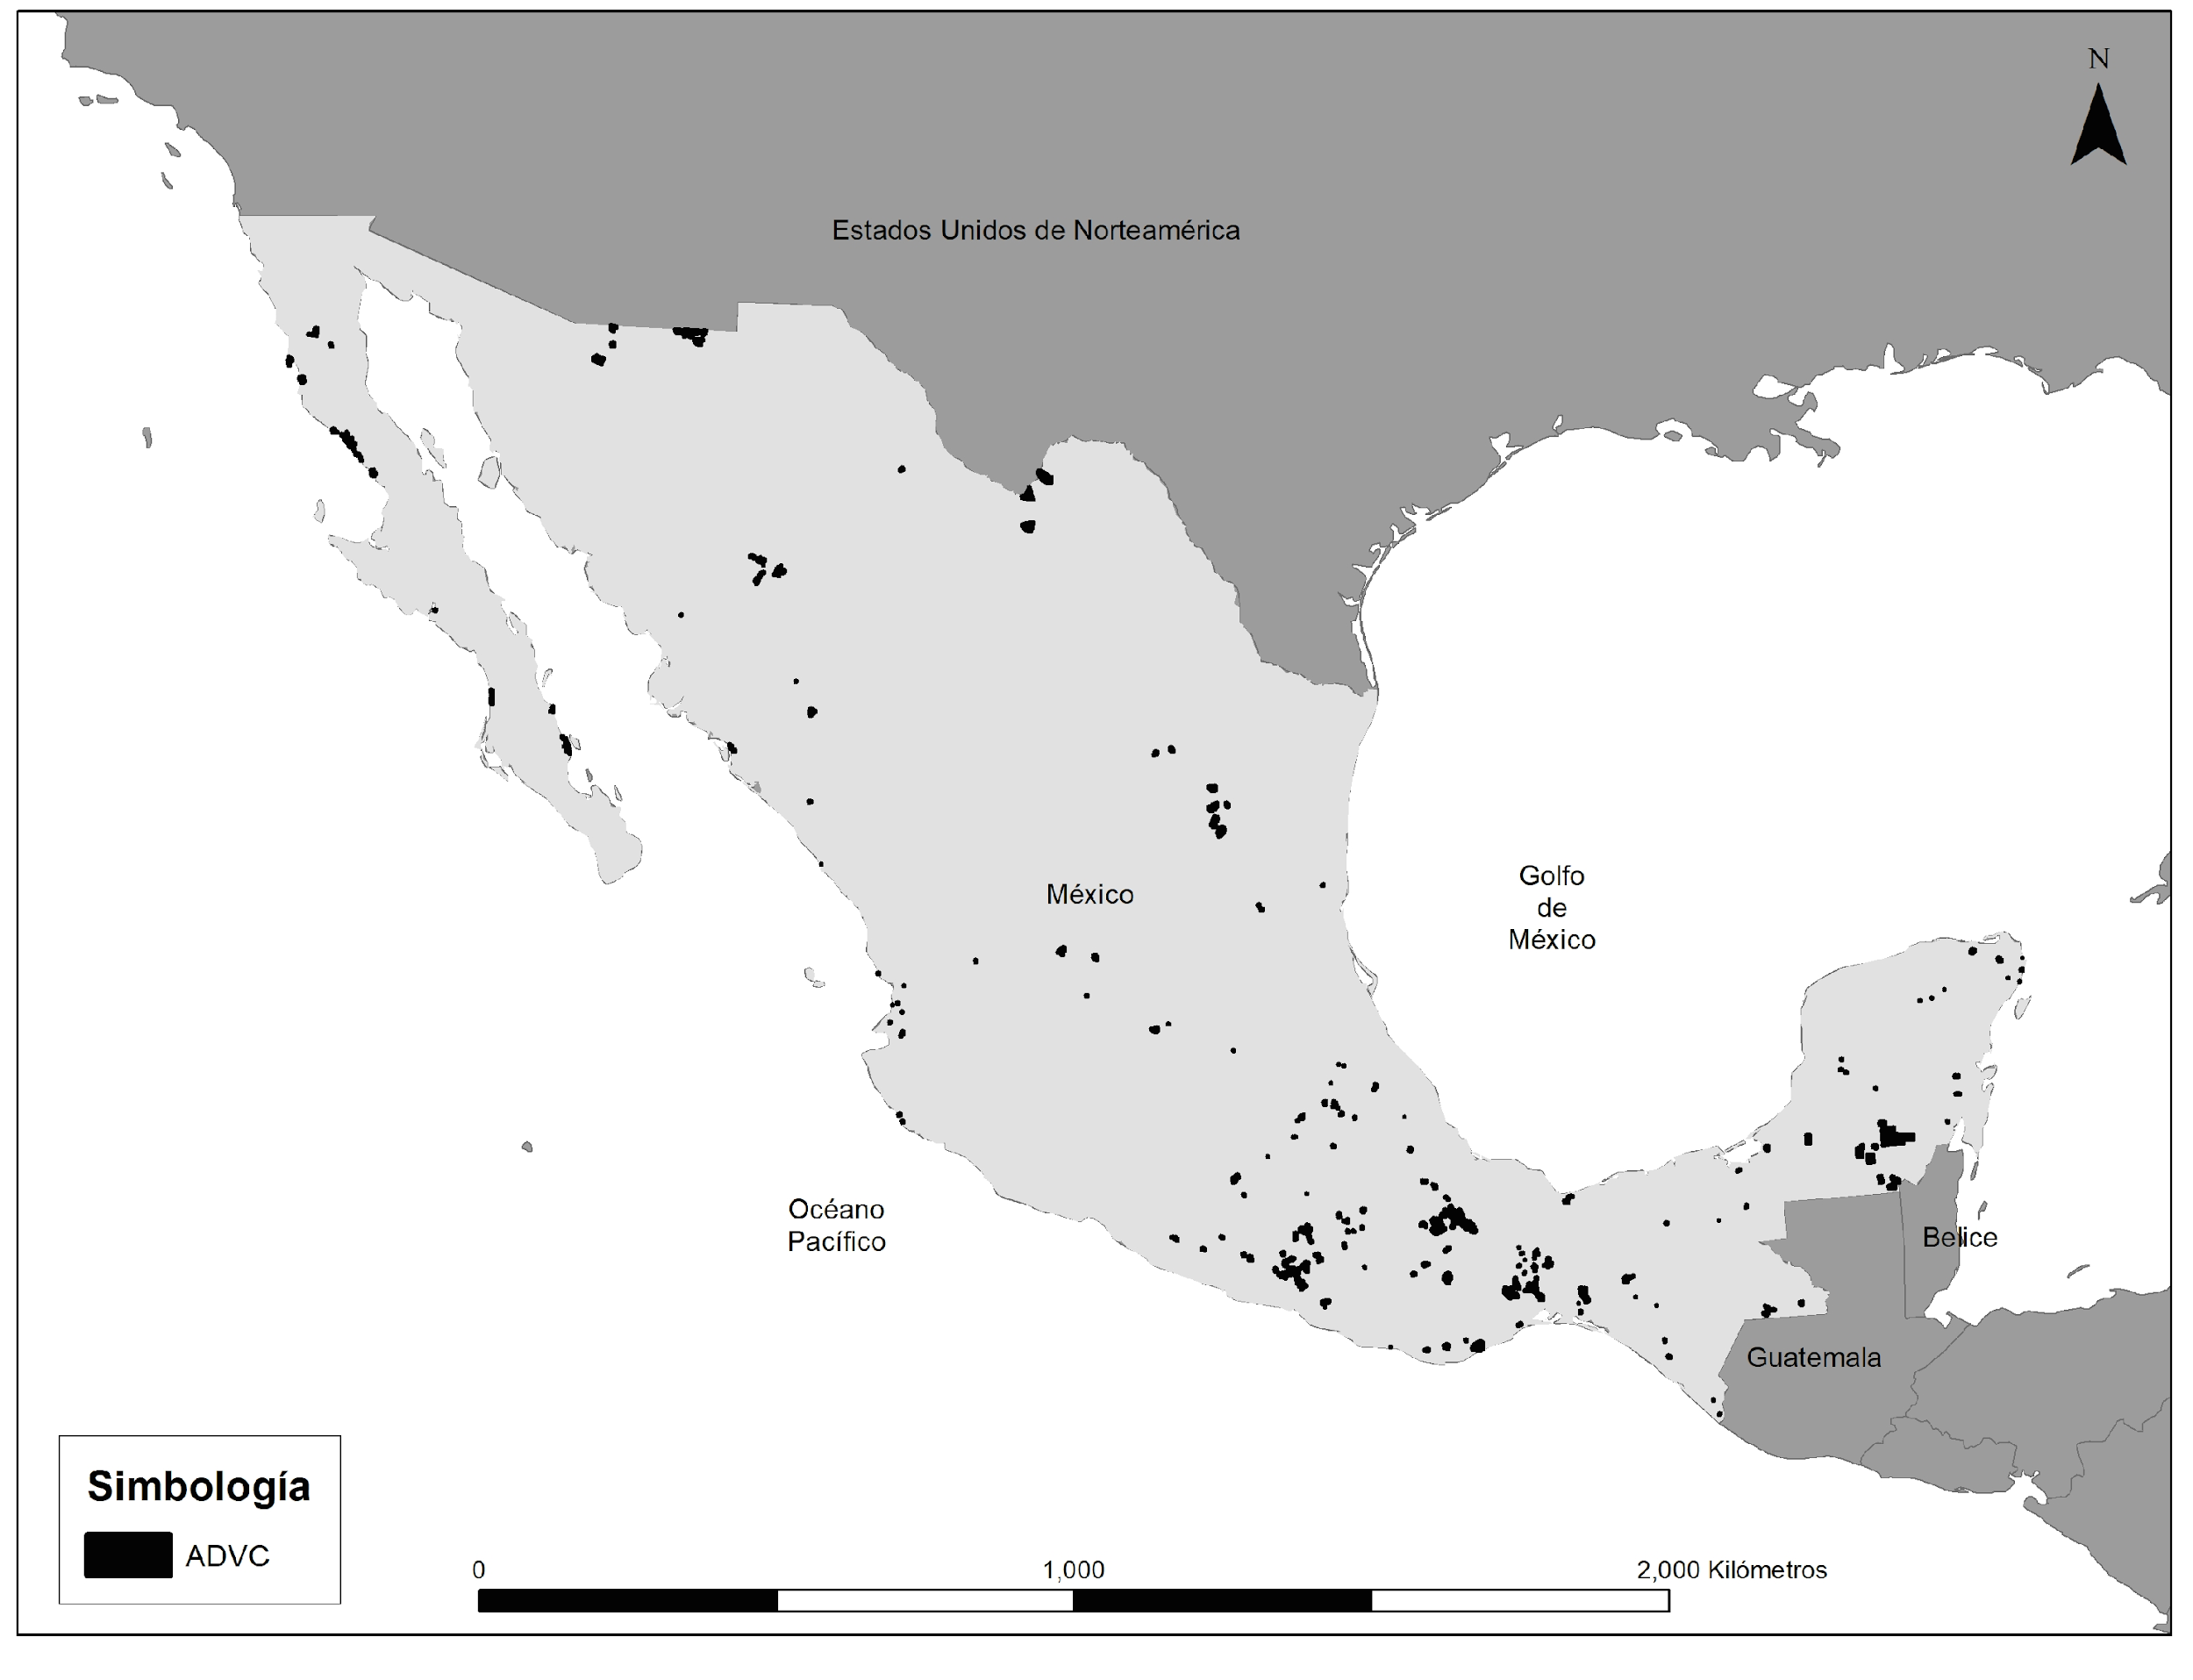 N
Estados Unidos de Norteamérica
México
Golfo
de
México
Océano
Pacífico
Belice
Guatemala
Simbología
ADVC
0 1,000 2,000 Kilómetros